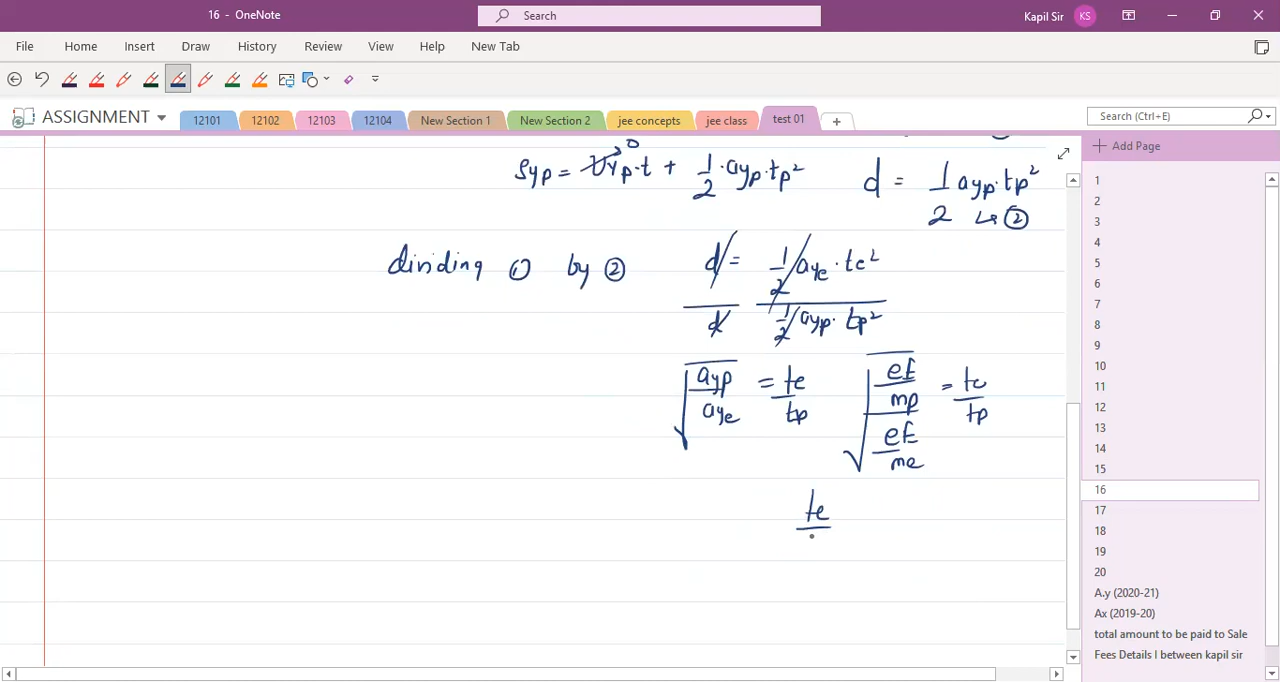 16 - OneNote
Search
Kapil Sir KS
File Home Insert Draw History Review View Help New Tab
ASSIGNMENT 12101 12102 12103 12104 New Section 1 New Section 2 jee concepts jee class test 01
Search (Ctrl+E)
Add Page
Syp = Uyp·t + 1/2·ayp·tp² d = 1/2 ayp·tp²
0
↳ ②
dividing ① by ② d/d = 1/2 aye·te² / 1/2 ayp·tp²
√(ayp/aye) = te/tp √((eE/mp)/(eE/me)) = te/tp
te
1
2
3
4
5
6
7
8
9
10
11
12
13
14
15
16
17
18
19
20
A.y (2020-21)
Ax (2019-20)
total amount to be paid to Sale
Fees Details I between kapil sir